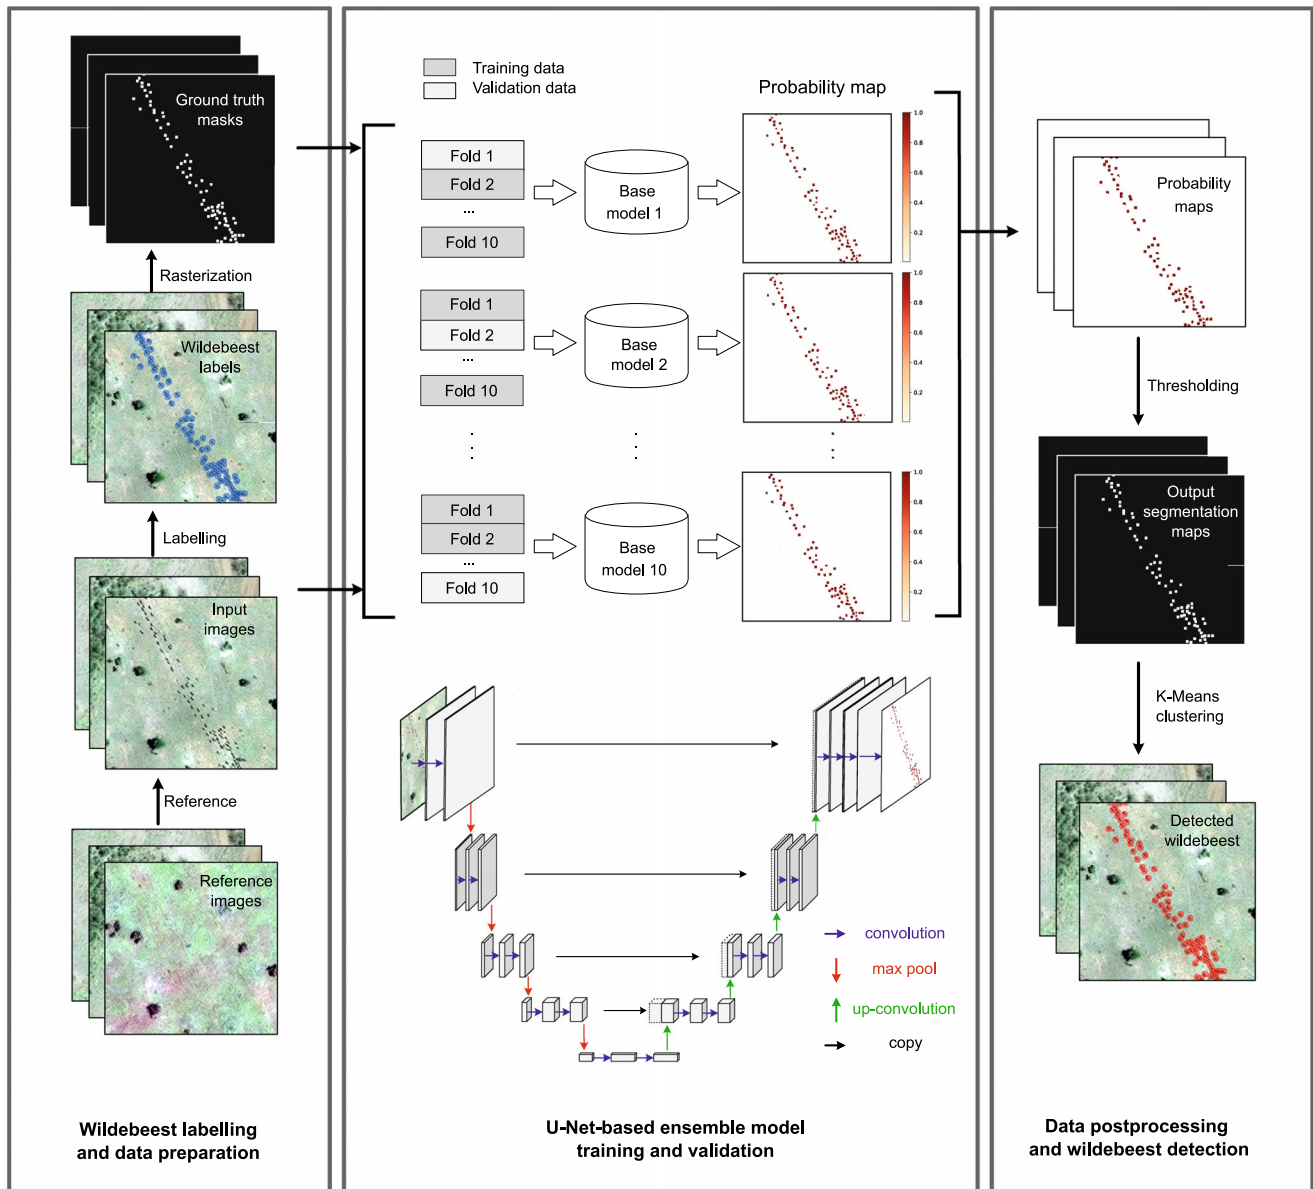 Ground truth
masks
Rasterization
Wildebeest
labels
Labelling
Input
images
Reference
Reference
images
Wildebeest labelling
and data preparation
Training data
Validation data
Probability map
Fold 1
Fold 2
...
Fold 10
Base
model 1
1.0
0.8
0.6
0.4
0.2
Fold 1
Fold 2
...
Fold 10
Base
model 2
1.0
0.8
0.6
0.4
0.2
Fold 1
Fold 2
...
Fold 10
Base
model 10
1.0
0.8
0.6
0.4
0.2
convolution
max pool
up-convolution
copy
U-Net-based ensemble model
training and validation
Probability
maps
Thresholding
Output
segmentation
maps
K-Means
clustering
Detected
wildebeest
Data postprocessing
and wildebeest detection